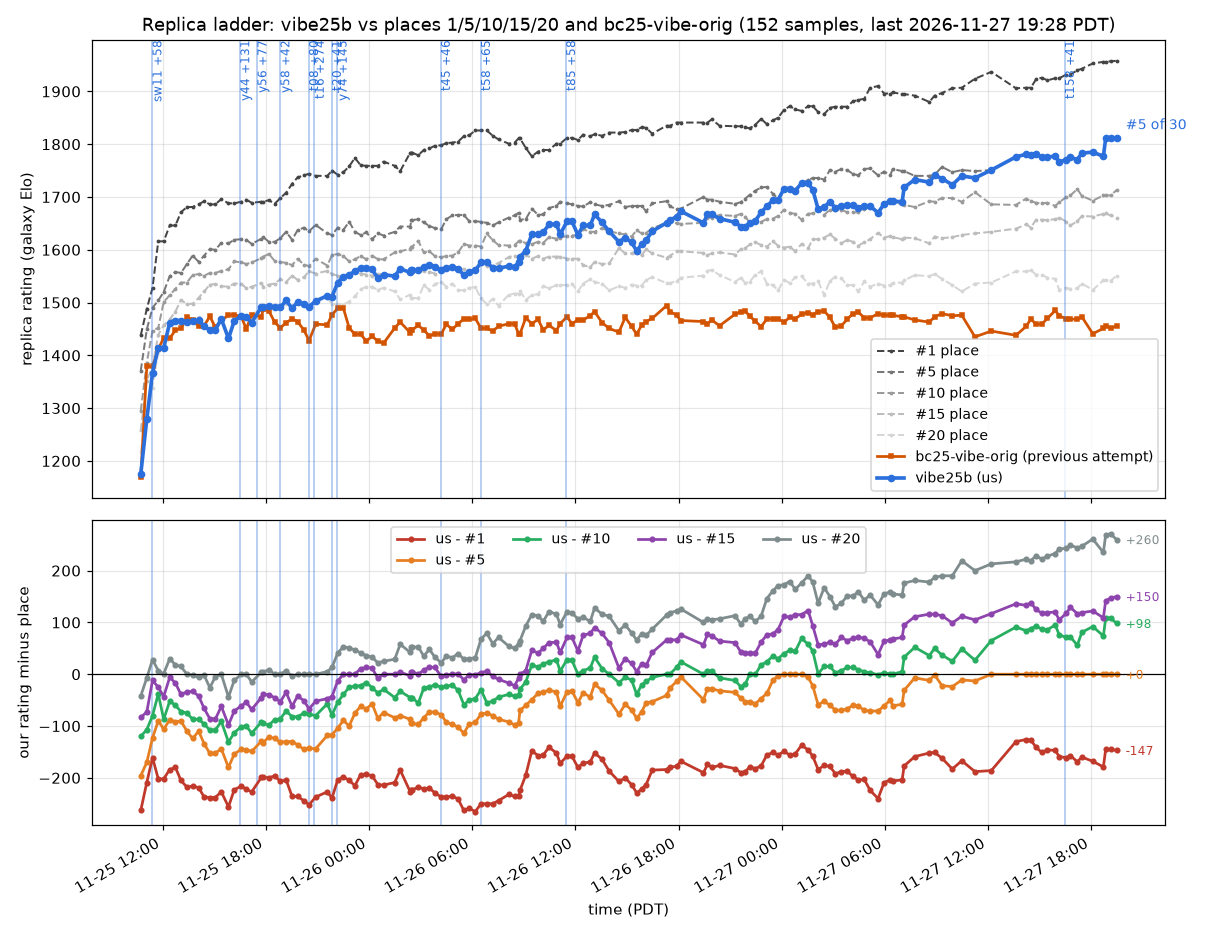 Replica ladder: vibe25b vs places 1/5/10/15/20 and bc25-vibe-orig (152 samples, last 2026-11-27 19:28 PDT)
sw11 +58
y44 +131
y56 +77
y58 +42
t45 +46
t58 +65
t85 +58
#5 of 30
replica rating (galaxy Elo)
1900
1800
1700
1600
1500
1400
1300
1200
#1 place
#5 place
#10 place
#15 place
#20 place
bc25-vibe-orig (previous attempt)
vibe25b (us)
us - #1
us - #5
us - #10
us - #15
us - #20
our rating minus place
200
100
0
−100
−200
+260
+150
+98
+0
-147
11-25 12:00
11-25 18:00
11-26 00:00
11-26 06:00
11-26 12:00
11-26 18:00
11-27 00:00
11-27 06:00
11-27 12:00
11-27 18:00
time (PDT)